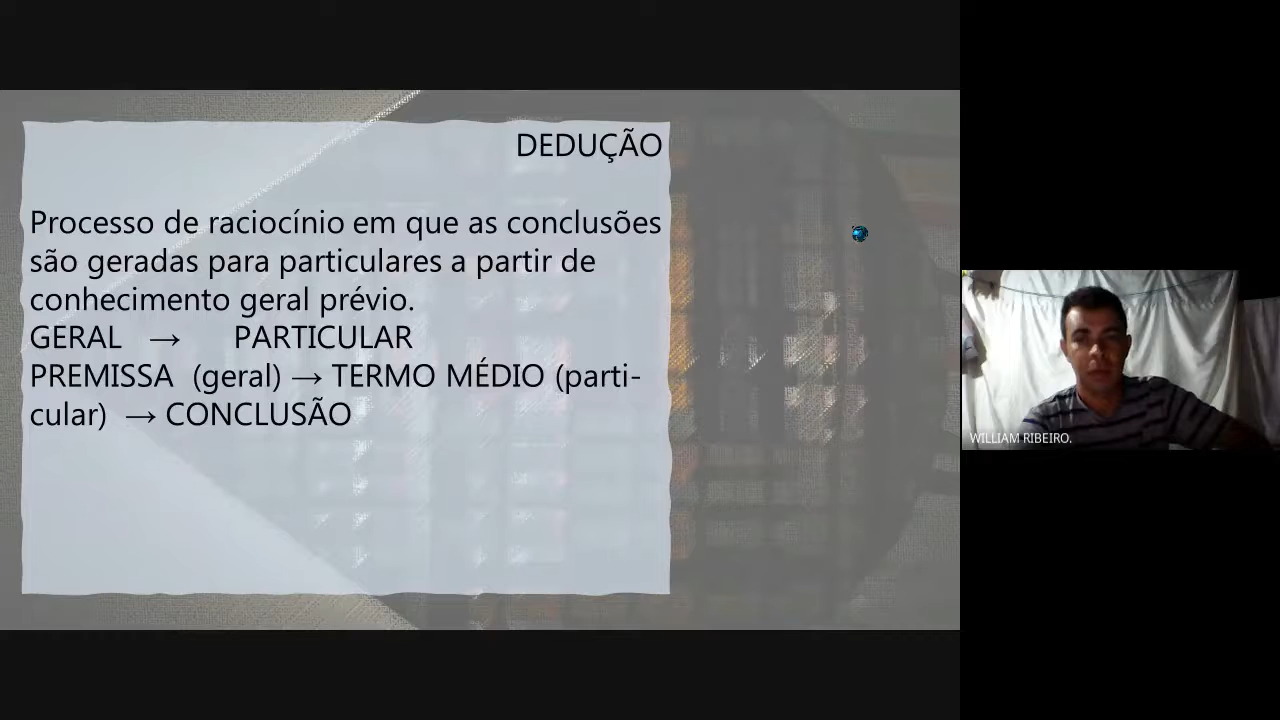 DEDUÇÃO
Processo de raciocínio em que as conclusões
são geradas para particulares a partir de
conhecimento geral prévio.
GERAL → PARTICULAR
PREMISSA (geral) → TERMO MÉDIO (parti-
cular) → CONCLUSÃO
WILLIAM RIBEIRO.